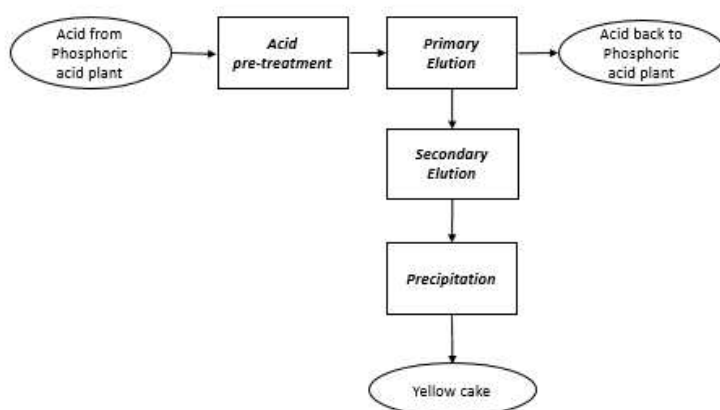 Acid from
Phosphoric
acid plant
Acid
pre-treatment
Primary
Elution
Acid back to
Phosphoric
acid plant
Secondary
Elution
Precipitation
Yellow cake